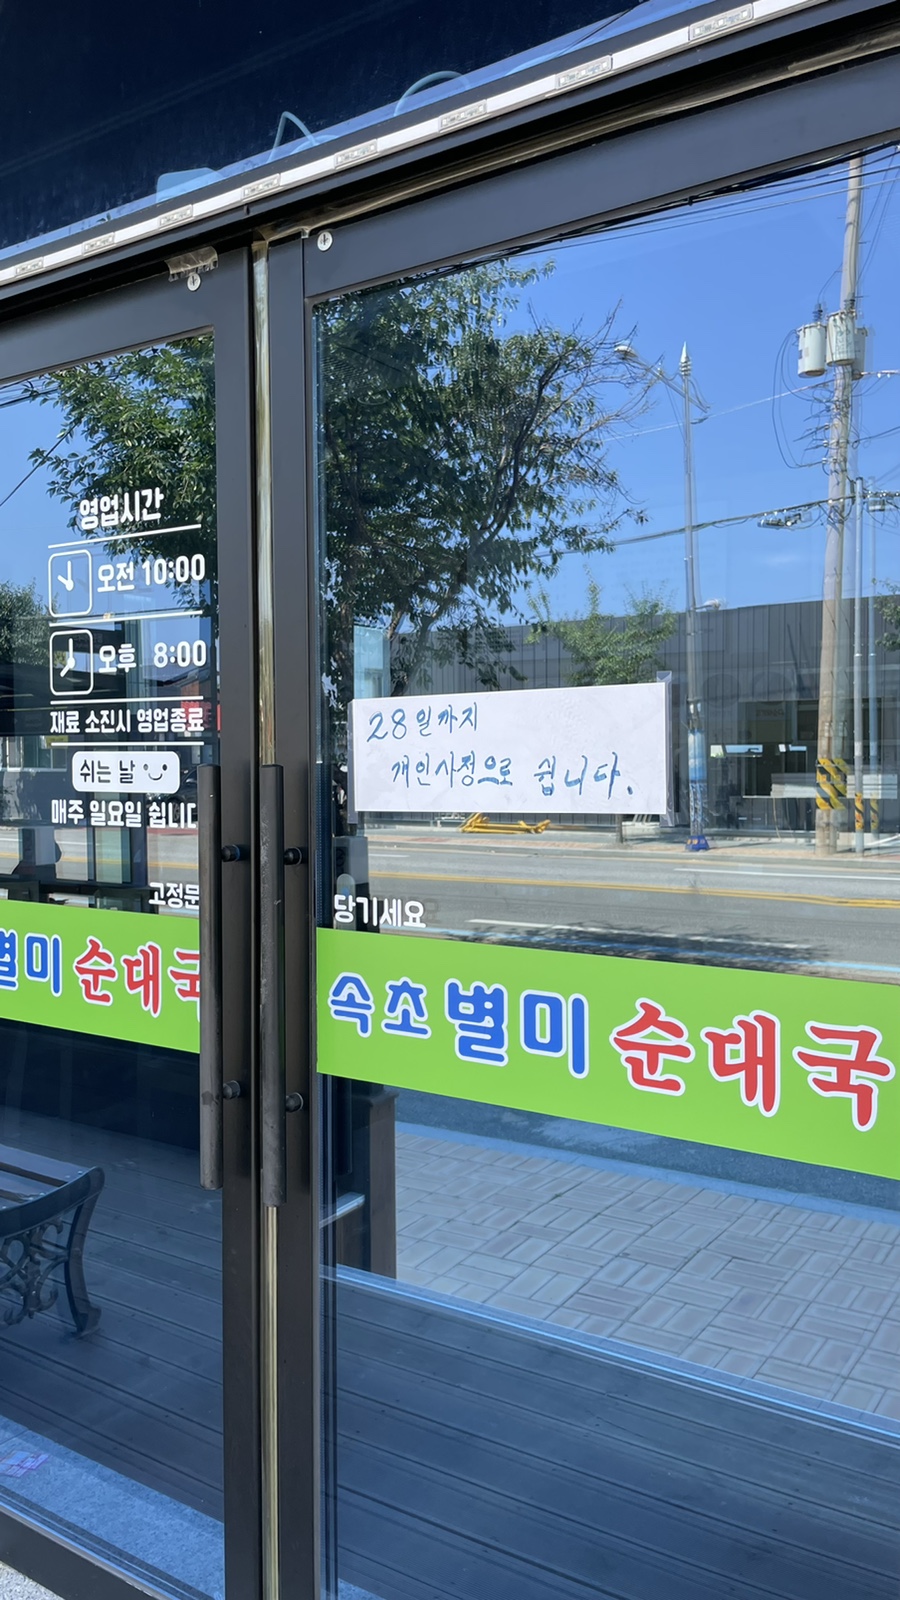 영업시간
오전 10:00
오후 8:00
재료 소진시 영업종료
쉬는 날
매주 일요일 쉽니다
고정문
별미 순대국
28일까지
개인사정으로 쉽니다.
당기세요
속초별미 순대국